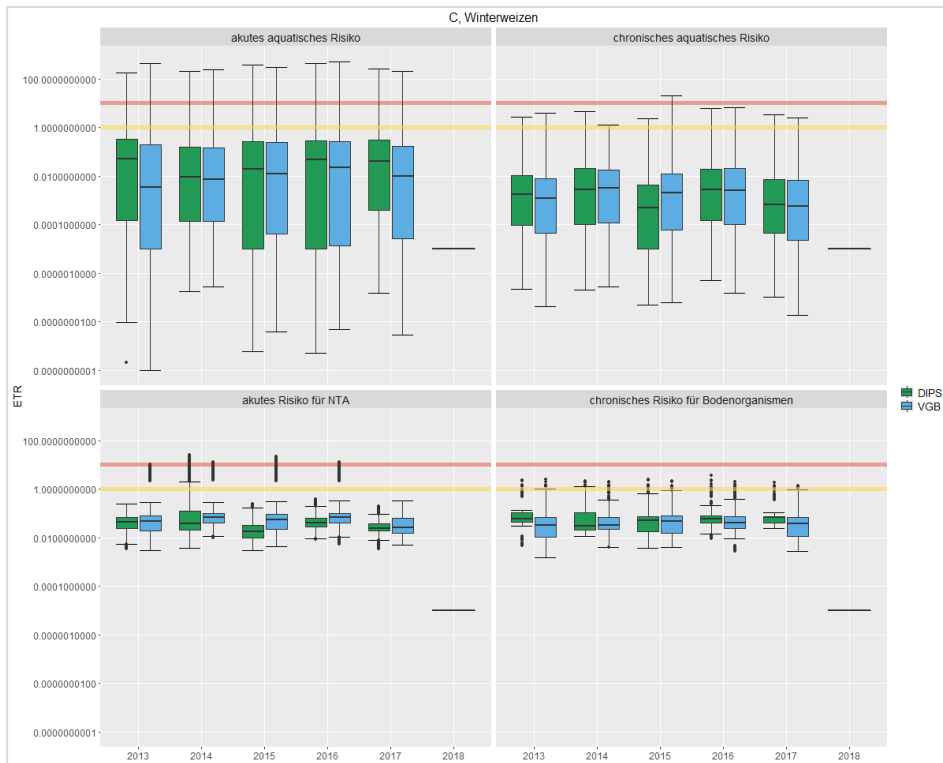 C, Winterweizen
akutes aquatisches Risiko
chronisches aquatisches Risiko
100.0000000000
1.0000000000
0.0100000000
0.0001000000
0.0000010000
0.0000000100
0.0000000001
ETR
akutes Risiko für NTA
chronisches Risiko für Bodenorganismen
100.0000000000
1.0000000000
0.0100000000
0.0001000000
0.0000010000
0.0000000100
0.0000000001
DIPS
VGB
2013 2014 2015 2016 2017 2018
2013 2014 2015 2016 2017 2018